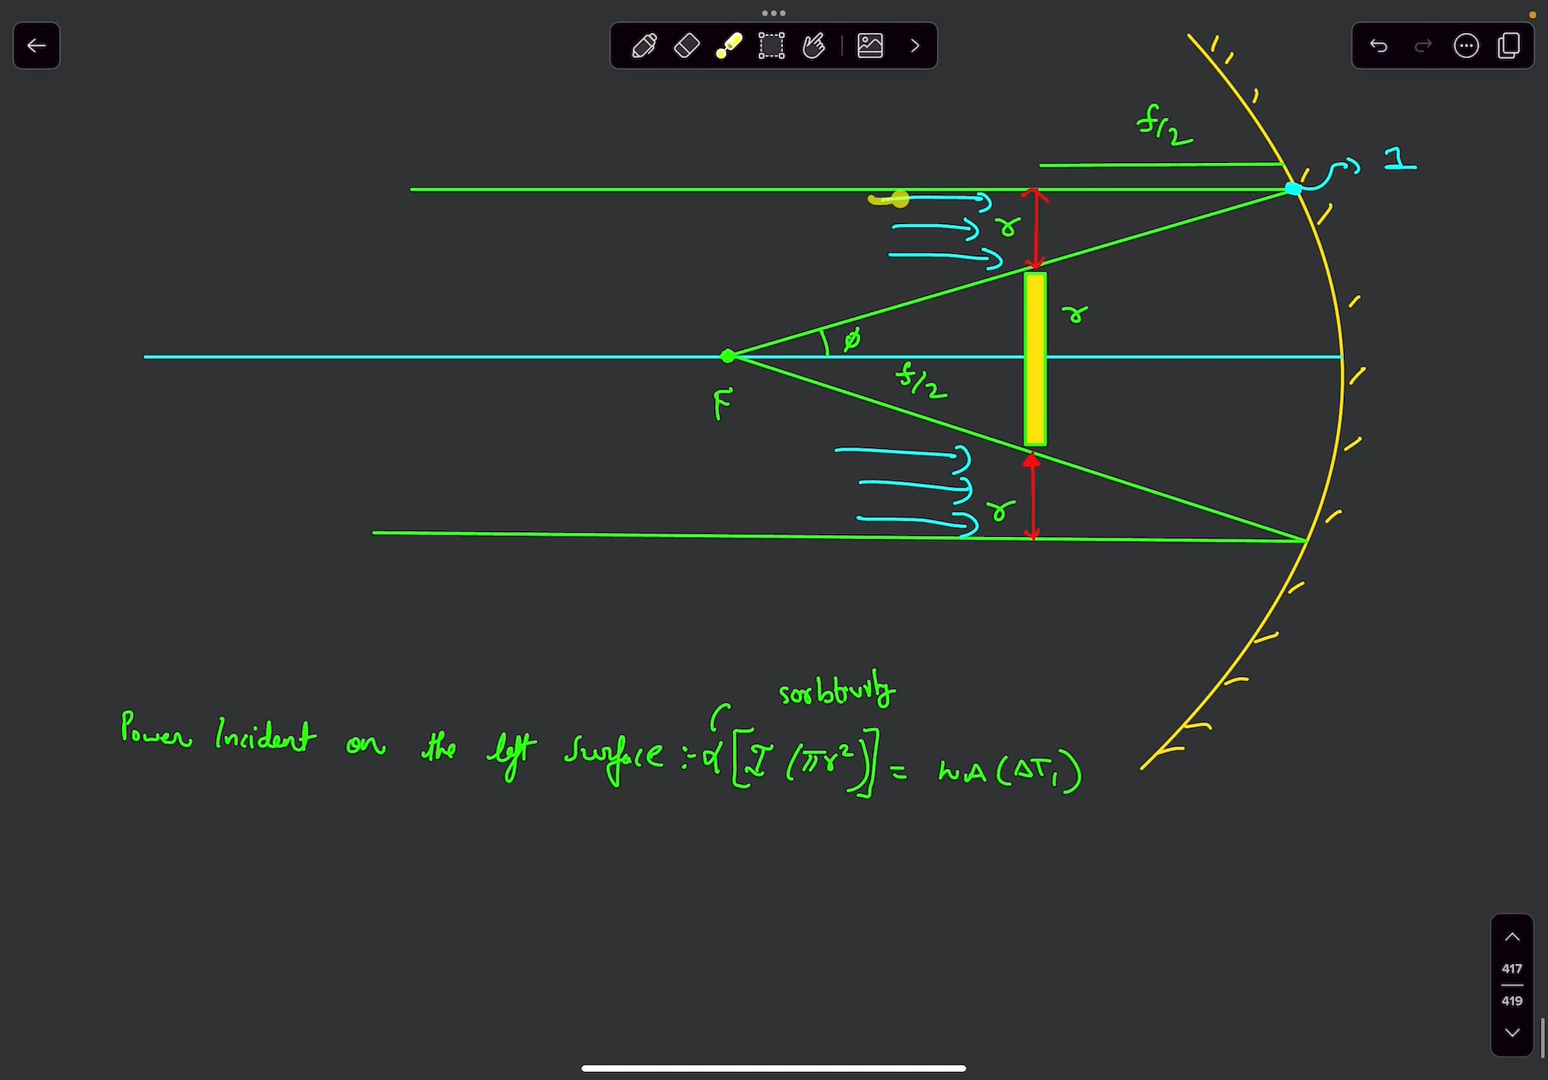 f/2
1
r
r
ϕ
f/2
F
r
sorbtivity
Power Incident on the left surface :- α[I (πr²)] = hA(ΔT₁)
417
419